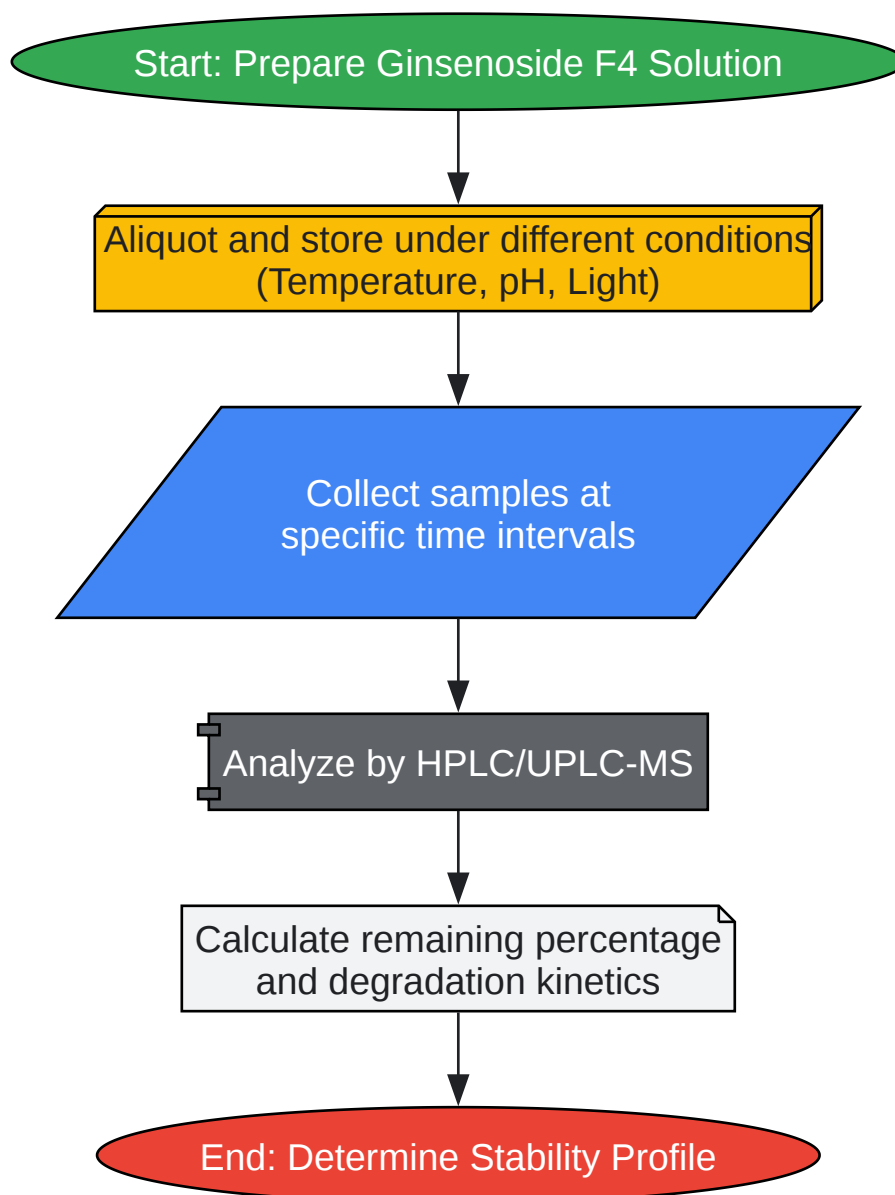 Start: Prepare Ginsenoside F4 Solution
Aliquot and store under different conditions
(Temperature, pH, Light)
Collect samples at
specific time intervals
Analyze by HPLC/UPLC-MS
Calculate remaining percentage
and degradation kinetics
End: Determine Stability Profile